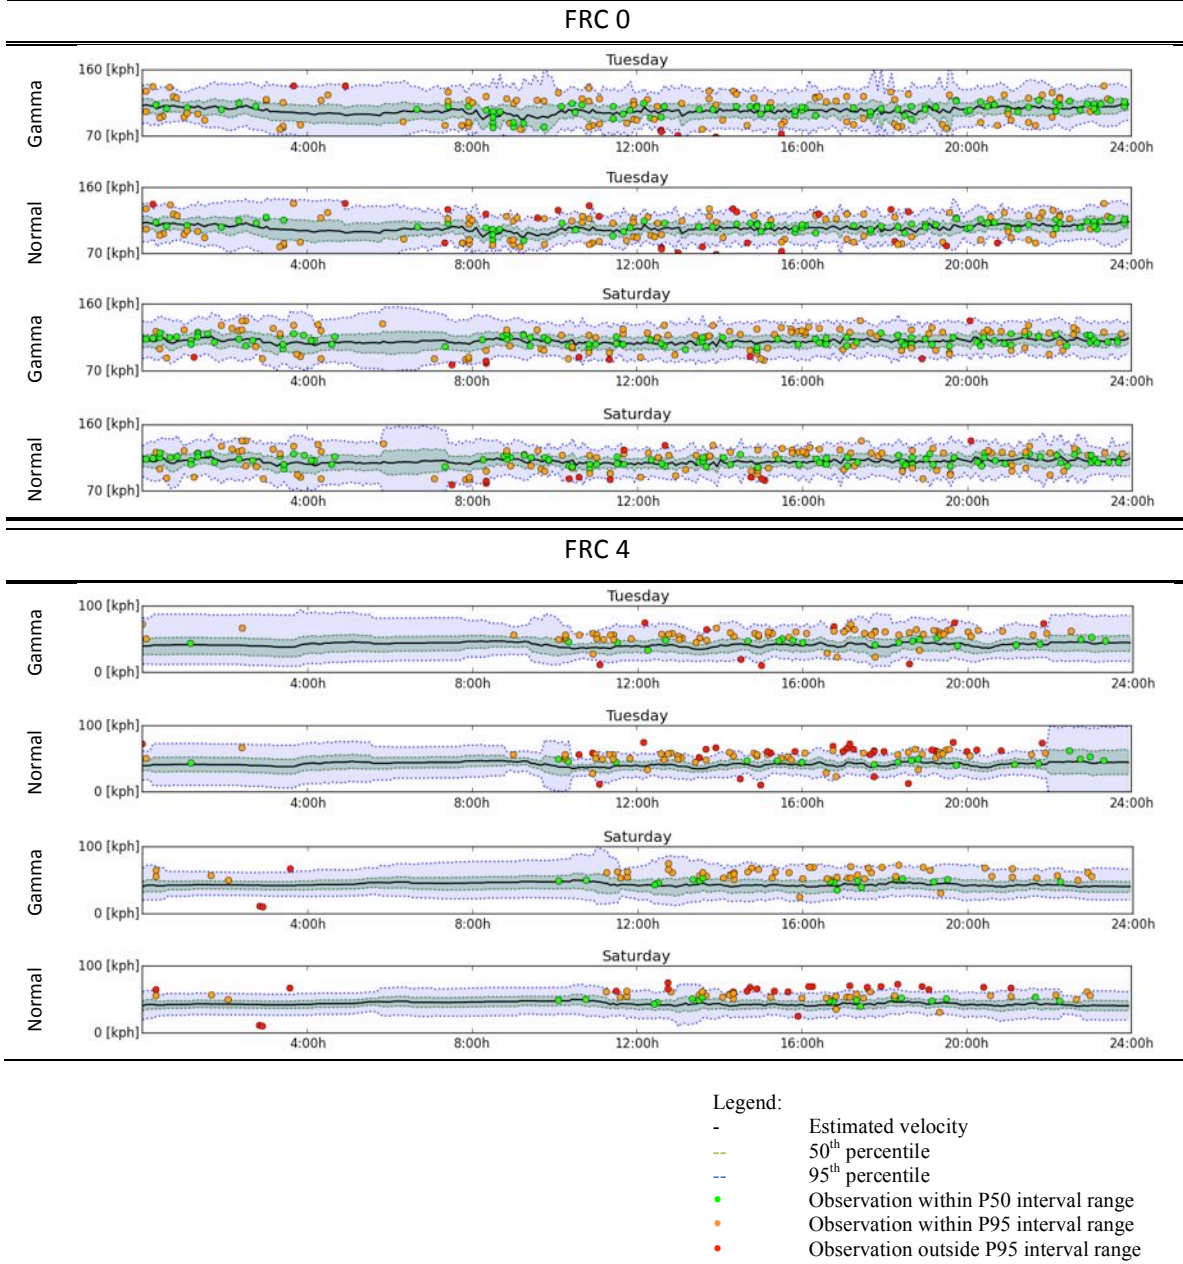 FRC 0
Gamma
Tuesday
160 [kph]
70 [kph]
4:00h 8:00h 12:00h 16:00h 20:00h 24:00h
Normal
Tuesday
160 [kph]
70 [kph]
4:00h 8:00h 12:00h 16:00h 20:00h 24:00h
Gamma
Saturday
160 [kph]
70 [kph]
4:00h 8:00h 12:00h 16:00h 20:00h 24:00h
Normal
Saturday
160 [kph]
70 [kph]
4:00h 8:00h 12:00h 16:00h 20:00h 24:00h
FRC 4
Gamma
Tuesday
100 [kph]
0 [kph]
4:00h 8:00h 12:00h 16:00h 20:00h 24:00h
Normal
Tuesday
100 [kph]
0 [kph]
4:00h 8:00h 12:00h 16:00h 20:00h 24:00h
Gamma
Saturday
100 [kph]
0 [kph]
4:00h 8:00h 12:00h 16:00h 20:00h 24:00h
Normal
Saturday
100 [kph]
0 [kph]
4:00h 8:00h 12:00h 16:00h 20:00h 24:00h
Legend:
- Estimated velocity
-- 50th percentile
-- 95th percentile
• Observation within P50 interval range
• Observation within P95 interval range
• Observation outside P95 interval range